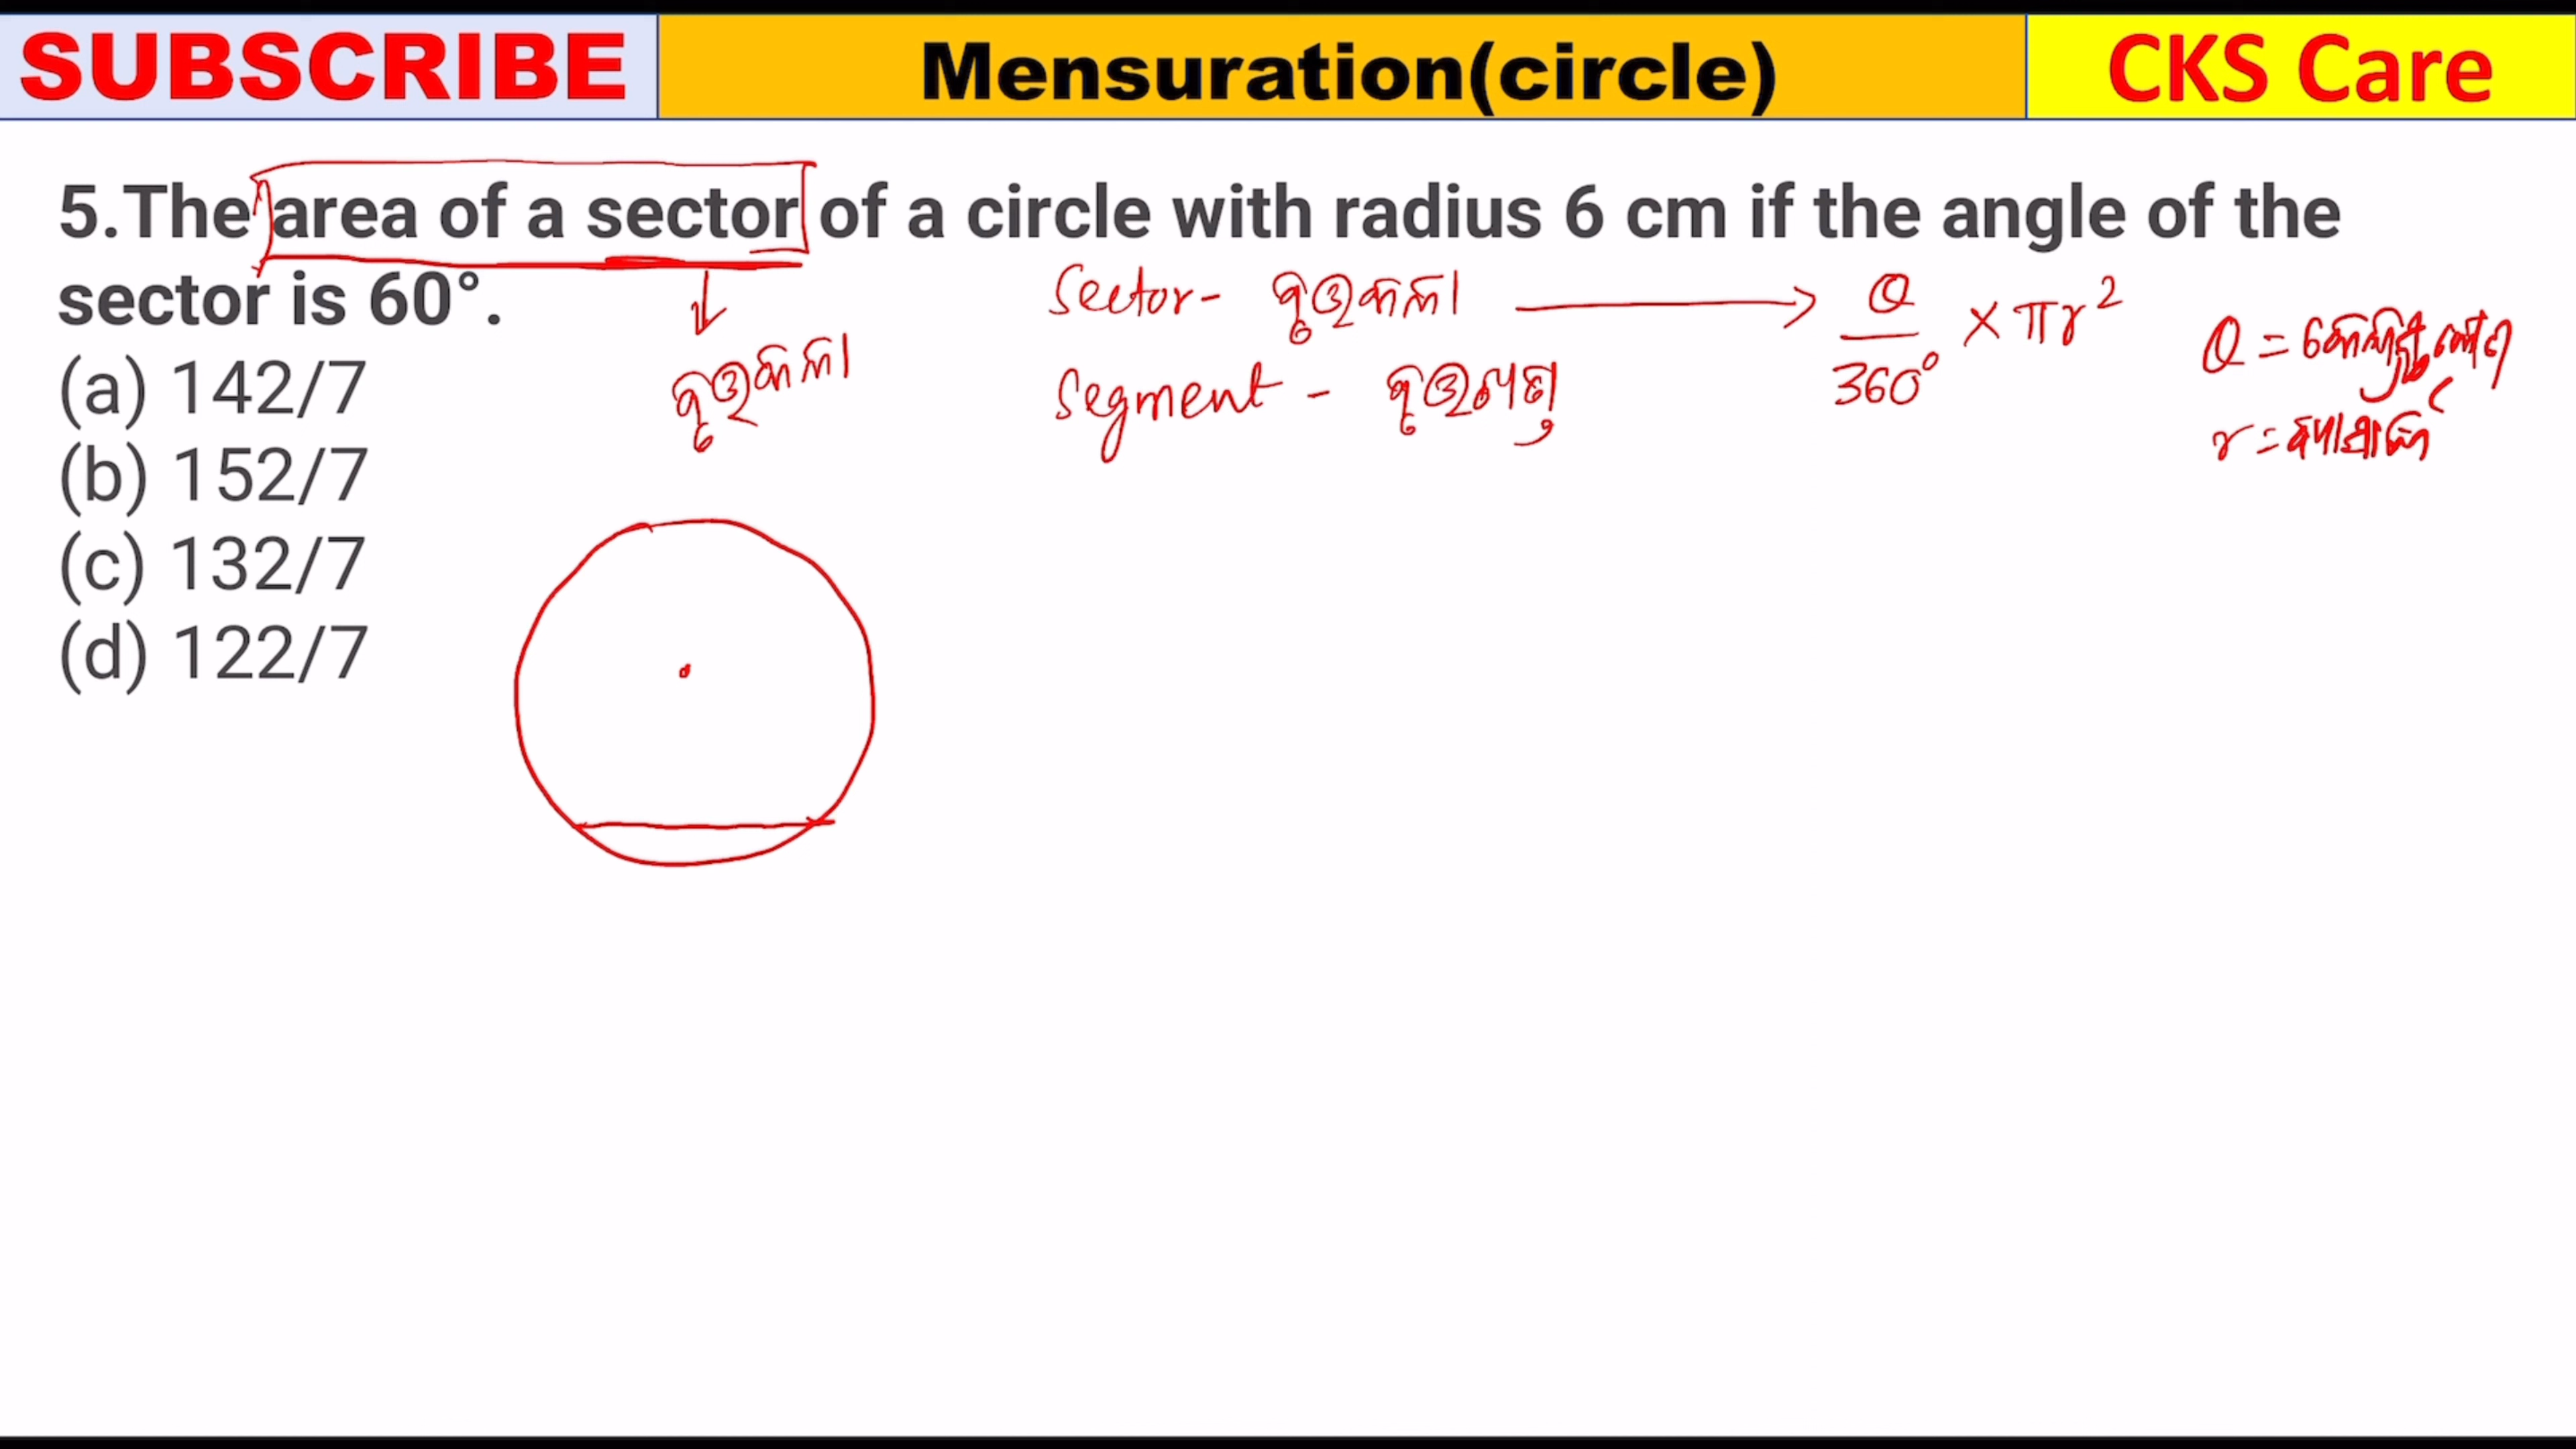 SUBSCRIBE
Mensuration(circle)
CKS Care
5.The area of a sector of a circle with radius 6 cm if the angle of the
sector is 60°.
(a) 142/7
(b) 152/7
(c) 132/7
(d) 122/7
ବୃତ୍ତକଳା
Sector - ବୃତ୍ତକଳା → θ/360° × πr²
Segment - ବୃତ୍ତଖଣ୍ଡ
θ =
r = ବ୍ୟାସାର୍ଦ୍ଧ